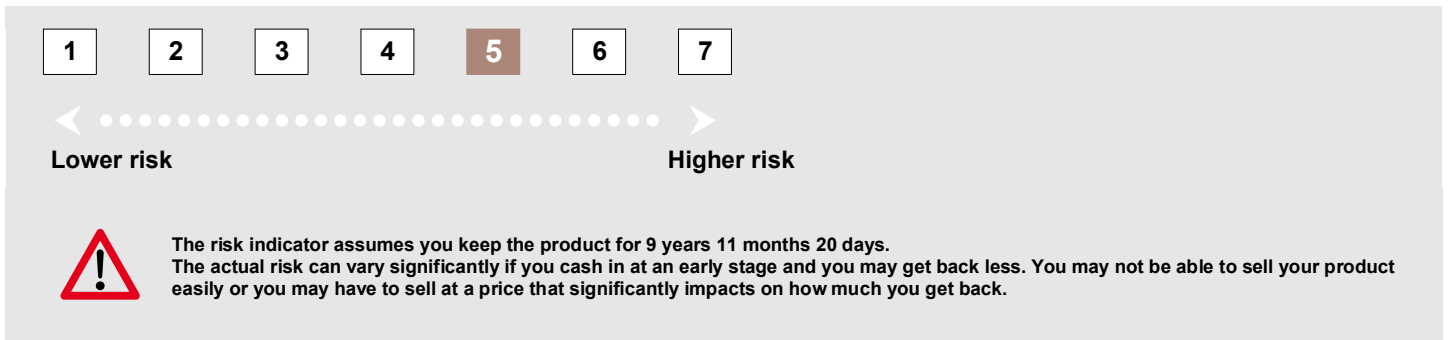 1 2 3 4 5 6 7
Lower risk Higher risk
The risk indicator assumes you keep the product for 9 years 11 months 20 days.
The actual risk can vary significantly if you cash in at an early stage and you may get back less. You may not be able to sell your product
easily or you may have to sell at a price that significantly impacts on how much you get back.